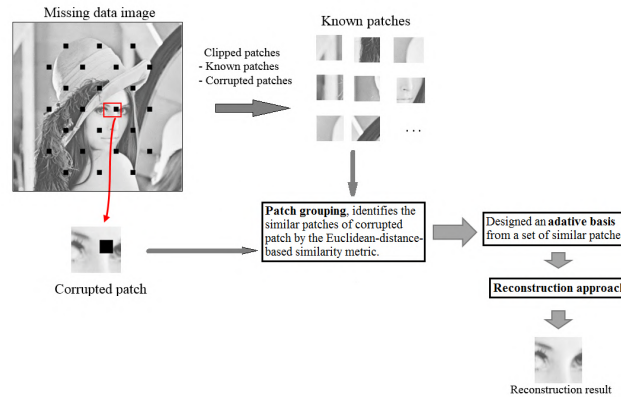 Missing data image
Known patches
Clipped patches
- Known patches
- Corrupted patches
...
Patch grouping, identifies the
similar patches of corrupted
patch by the Euclidean-distance-
based similarity metric.
Designed an adative basis
from a set of similar patche
Corrupted patch
Reconstruction approach
Reconstruction result